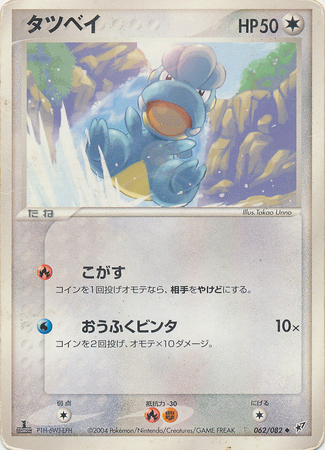 タツベイ HP50
たね Illus.Takao Unno
こがす
コインを1回投げオモテなら、相手をやけどにする。
おうふくビンタ 10×
コインを2回投げ、オモテ×10ダメージ。
弱点 抵抗力 -30 にげる
1 EDITION ©2004 Pokémon/Nintendo/Creatures/GAME FREAK 062/082 ◆